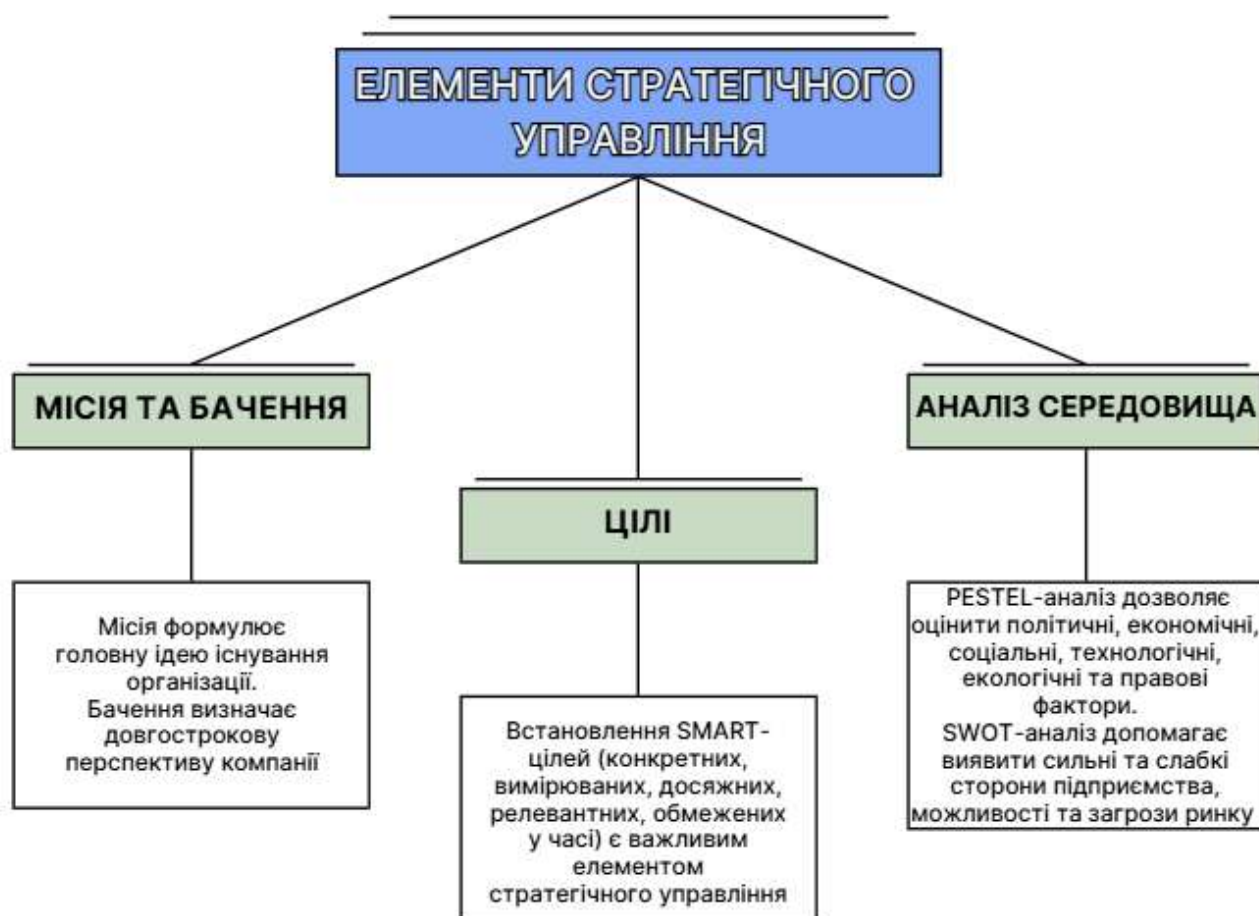 ЕЛЕМЕНТИ СТРАТЕГІЧНОГО
УПРАВЛІННЯ
МІСІЯ ТА БАЧЕННЯ
Місія формулює
головну ідею існування
організації.
Бачення визначає
довгострокову
перспективу компанії
ЦІЛІ
Встановлення SMART-
цілей (конкретних,
вимірюваних, досяжних,
релевантних, обмежених
у часі) є важливим
елементом
стратегічного управління
АНАЛІЗ СЕРЕДОВИЩА
PESTEL-аналіз дозволяє
оцінити політичні, економічні,
соціальні, технологічні,
екологічні та правові
фактори.
SWOT-аналіз допомагає
виявити сильні та слабкі
сторони підприємства,
можливості та загрози ринку